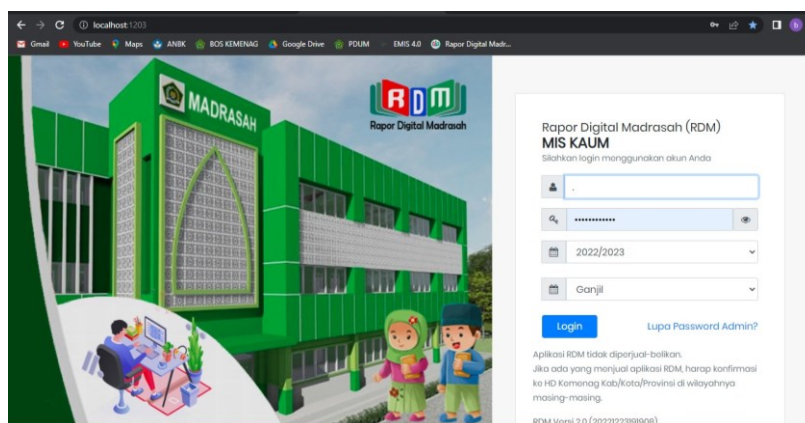 localhost:1203
Gmail YouTube Maps ANBK BOS KEMENAG Google Drive PDUM EMIS 4.0 Rapor Digital Madr...
MADRASAH
RDM
Rapor Digital Madrasah
Rapor Digital Madrasah (RDM)
MIS KAUM
Silahkan login menggunakan akun Anda
.
••••••••••••
2022/2023
Ganjil
Login Lupa Password Admin?
Aplikasi RDM tidak diperjual-belikan.
Jika ada yang menjual aplikasi RDM, harap konfirmasi
ke HD Kemenag Kab/Kota/Provinsi di wilayahnya
masing-masing.
RDM Versi 2.0